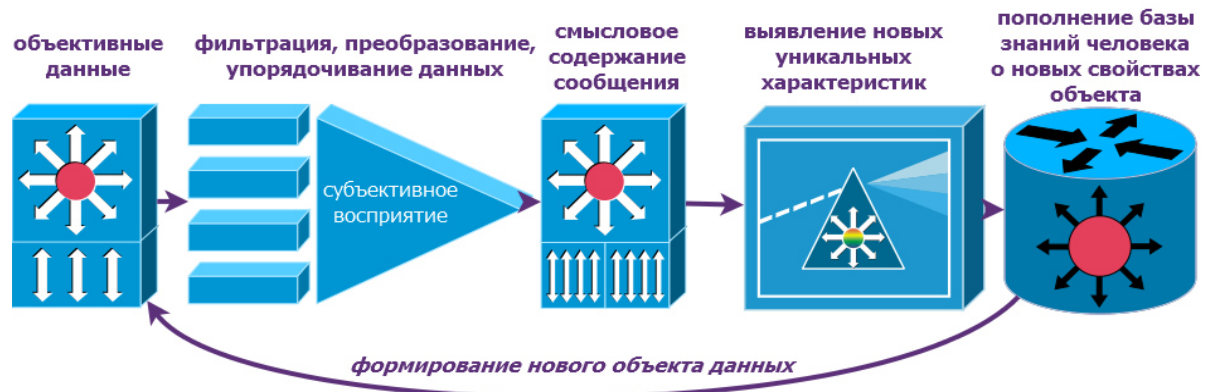 объективные
данные
фильтрация, преобразование,
упорядочивание данных
смысловое
содержание
сообщения
выявление новых
уникальных
характеристик
пополнение базы
знаний человека
о новых свойствах
объекта
субъективное
восприятие
формирование нового объекта данных